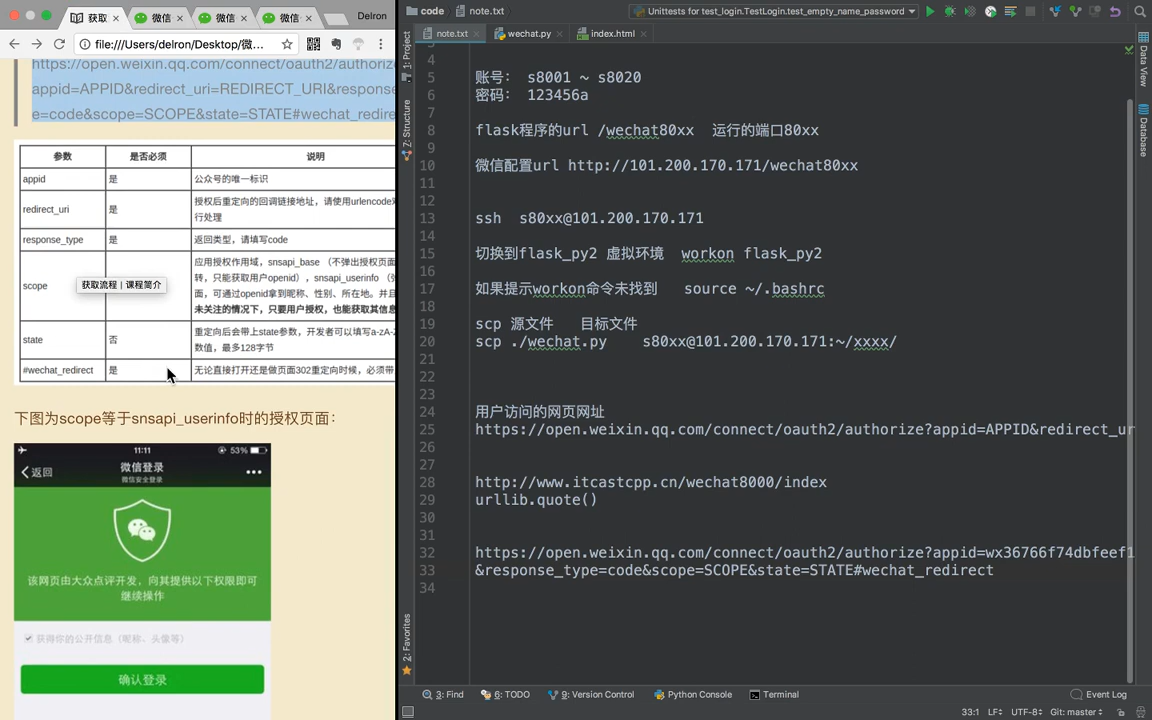 获取
微信
微信
微信
Delron
file:///Users/delron/Desktop/微...
https://open.weixin.qq.com/connect/oauth2/authorize
appid=APPID&redirect_uri=REDIRECT_URI&response
e=code&scope=SCOPE&state=STATE#wechat_redire
参数 是否必须 说明
appid 是 公众号的唯一标识
redirect_uri 是 授权后重定向的回调链接地址，请使用urlencode
行处理
response_type 是 返回类型，请填写code
scope 应用授权作用域，snsapi_base （不弹出授权页面
转，只能获取用户openid），snsapi_userinfo （
面，可通过openid拿到昵称、性别、所在地。并且
未关注的情况下，只要用户授权，也能获取其信息
获取流程 | 课程简介
state 否 重定向后会带上state参数，开发者可以填写a-zA-Z
数值，最多128字节
#wechat_redirect 是 无论直接打开还是做页面302重定向时候，必须带
下图为scope等于snsapi_userinfo时的授权页面：
11:11 53%
返回 微信登录
微信安全登录
该网页由大众点评开发，向其提供以下权限即可
继续操作
获得你的公开信息（昵称、头像等）
确认登录
code note.txt Unittests for test_login.TestLogin.test_empty_name_password
note.txt wechat.py index.html
1: Project
7: Structure
2: Favorites
Data View
Database
4
5 账号： s8001 ~ s8020
6 密码： 123456a
7
8 flask程序的url /wechat80xx 运行的端口80xx
9
10 微信配置url http://101.200.170.171/wechat80xx
11
12
13 ssh s80xx@101.200.170.171
14
15 切换到flask_py2 虚拟环境 workon flask_py2
16
17 如果提示workon命令未找到 source ~/.bashrc
18
19 scp 源文件 目标文件
20 scp ./wechat.py s80xx@101.200.170.171:~/xxxx/
21
22
23
24 用户访问的网页网址
25 https://open.weixin.qq.com/connect/oauth2/authorize?appid=APPID&redirect_ur
26
27
28 http://www.itcastcpp.cn/wechat8000/index
29 urllib.quote()
30
31
32 https://open.weixin.qq.com/connect/oauth2/authorize?appid=wx36766f74dbfeef1
33 &response_type=code&scope=SCOPE&state=STATE#wechat_redirect
34
3: Find 6: TODO 9: Version Control Python Console Terminal Event Log
33:1 LF÷ UTF-8÷ Git: master÷